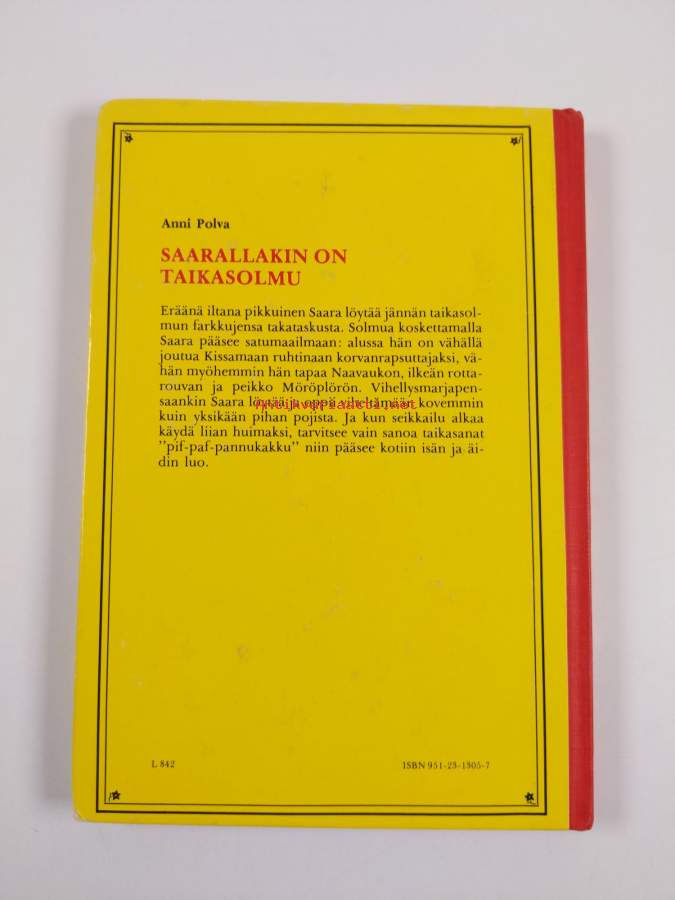 Anni Polva
SAARALLAKIN ON
TAIKASOLMU
Eräänä iltana pikkuinen Saara löytää jännän taikasol-
mun farkkujensa takataskusta. Solmua koskettamalla
Saara pääsee satumaailmaan: alussa hän on vähällä
joutua Kissamaan ruhtinaan korvanrapsuttajaksi, vä-
hän myöhemmin hän tapaa Naavaukon, ilkeän rotta-
rouvan ja peikko Möröplörön. Vihellysmarjapen-
saankin Saara löytää ja oppii viheltämään kovemmin
kuin yksikään pihan pojista. Ja kun seikkailu alkaa
käydä liian huimaksi, tarvitsee vain sanoa taikasanat
"pif-paf-pannukakku" niin pääsee kotiin isän ja äi-
din luo.
L 842
ISBN 951-23-1305-7